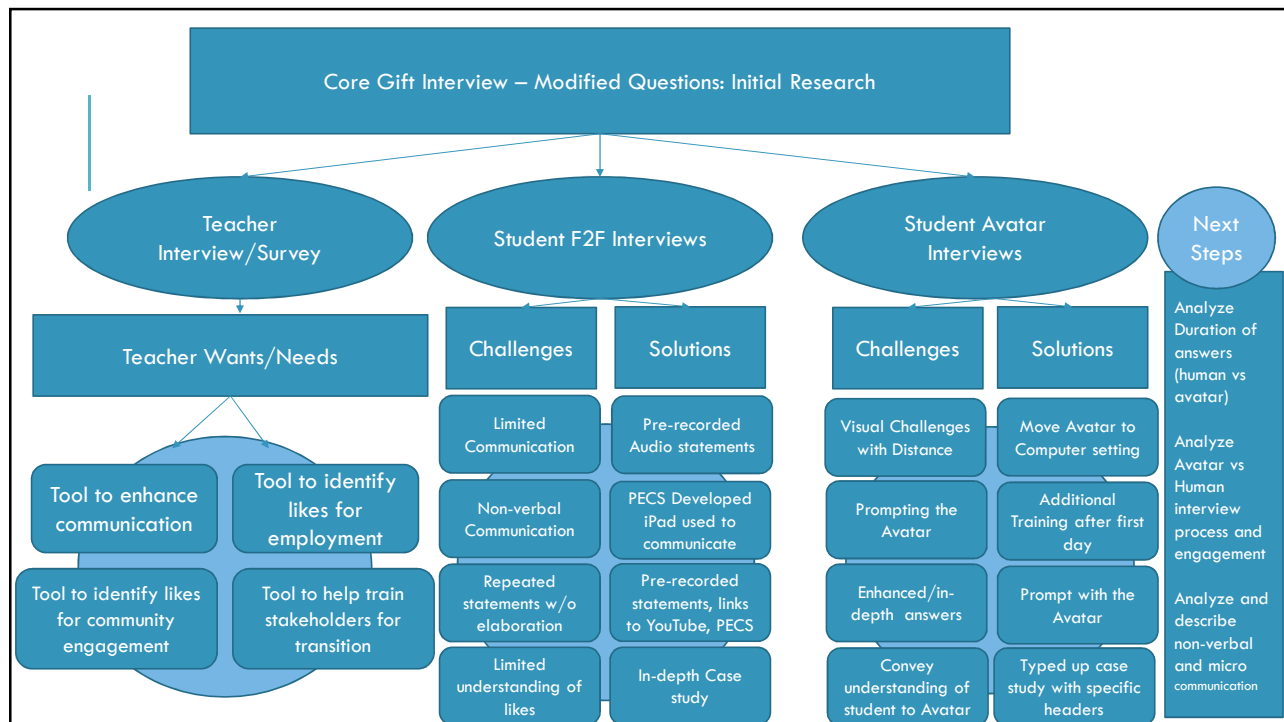 Core Gift Interview – Modified Questions: Initial Research
Teacher
Interview/Survey
Student F2F Interviews
Student Avatar
Interviews
Next
Steps
Teacher Wants/Needs
Challenges
Solutions
Challenges
Solutions
Analyze
Duration of
answers
(human vs
avatar)
Analyze
Avatar vs
Human
interview
process and
engagement
Analyze and
describe
non-verbal
and micro
communication
Tool to enhance
communication
Tool to identify
likes for
employment
Tool to identify likes
for community
engagement
Tool to help train
stakeholders for
transition
Limited
Communication
Pre-recorded
Audio statements
Non-verbal
Communication
PECS Developed
iPad used to
communicate
Repeated
statements w/o
elaboration
Pre-recorded
statements, links
to YouTube, PECS
Limited
understanding of
likes
In-depth Case
study
Visual Challenges
with Distance
Move Avatar to
Computer setting
Prompting the
Avatar
Additional
Training after first
day
Enhanced/in-
depth answers
Prompt with the
Avatar
Convey
understanding of
student to Avatar
Typed up case
study with specific
headers